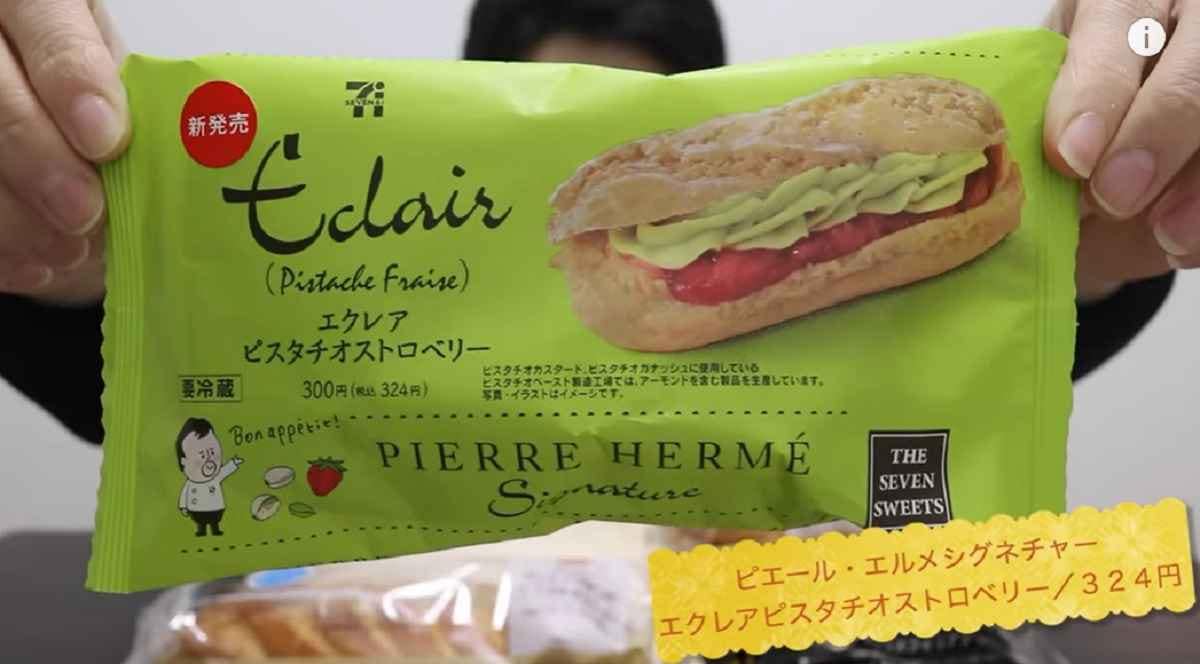 i
新発売
SEVEN&i
Éclair
(Pistache Fraise)
エクレア
ピスタチオストロベリー
要冷蔵
300円(税込 324円)
ピスタチオカスタード、ピスタチオガナッシュに使用している
ピスタチオペースト製造工場では、アーモンドを含む製品を生産しています。
写真・イラストはイメージです。
Bon appétit!
PIERRE HERMÉ
Signature
THE
SEVEN
SWEETS
ピエール・エルメシグネチャー
エクレアピスタチオストロベリー/324円